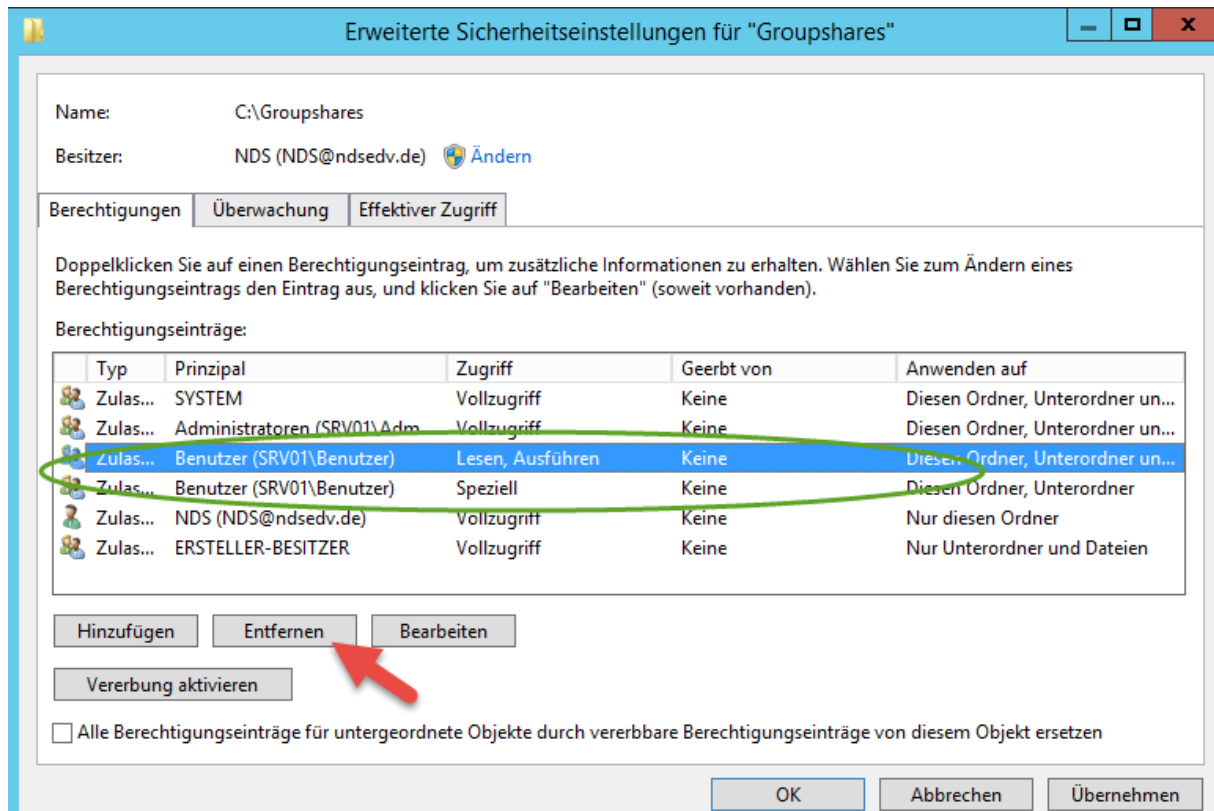 Erweiterte Sicherheitseinstellungen für "Groupshares"
Name: C:\Groupshares
Besitzer: NDS (NDS@ndsedv.de) Ändern
Berechtigungen Überwachung Effektiver Zugriff
Doppelklicken Sie auf einen Berechtigungseintrag, um zusätzliche Informationen zu erhalten. Wählen Sie zum Ändern eines
Berechtigungseintrags den Eintrag aus, und klicken Sie auf "Bearbeiten" (soweit vorhanden).
Berechtigungseinträge:
Typ Prinzipal Zugriff Geerbt von Anwenden auf
Zulas... SYSTEM Vollzugriff Keine Diesen Ordner, Unterordner un...
Zulas... Administratoren (SRV01\Adm... Vollzugriff Keine Diesen Ordner, Unterordner un...
Zulas... Benutzer (SRV01\Benutzer) Lesen, Ausführen Keine Diesen Ordner, Unterordner un...
Zulas... Benutzer (SRV01\Benutzer) Speziell Keine Diesen Ordner, Unterordner
Zulas... NDS (NDS@ndsedv.de) Vollzugriff Keine Nur diesen Ordner
Zulas... ERSTELLER-BESITZER Vollzugriff Keine Nur Unterordner und Dateien
Hinzufügen Entfernen Bearbeiten
Vererbung aktivieren
Alle Berechtigungseinträge für untergeordnete Objekte durch vererbbare Berechtigungseinträge von diesem Objekt ersetzen
OK Abbrechen Übernehmen